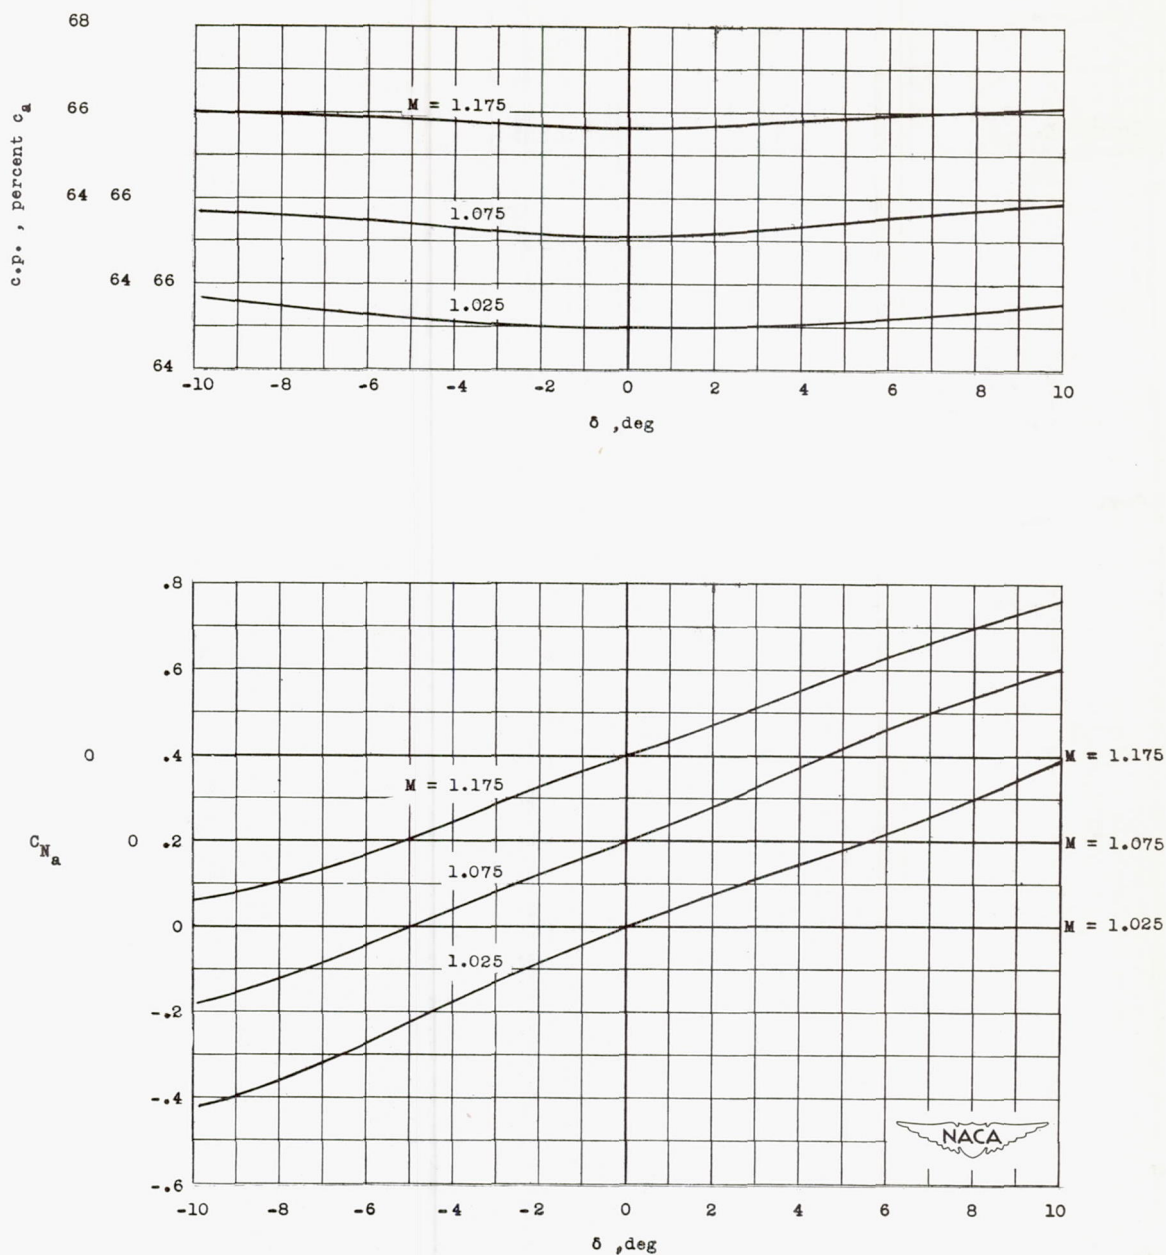 68
66
M = 1.175
c.p. , percent c_a
64 66
1.075
64 66
1.025
64
-10 -8 -6 -4 -2 0 2 4 6 8 10
δ ,deg
.8
.6
0 .4 M = 1.175
M = 1.175
C_N_a 0 .2 M = 1.075
1.075
0 M = 1.025
1.025
-.2
-.4
NACA
-.6
-10 -8 -6 -4 -2 0 2 4 6 8 10
δ ,deg